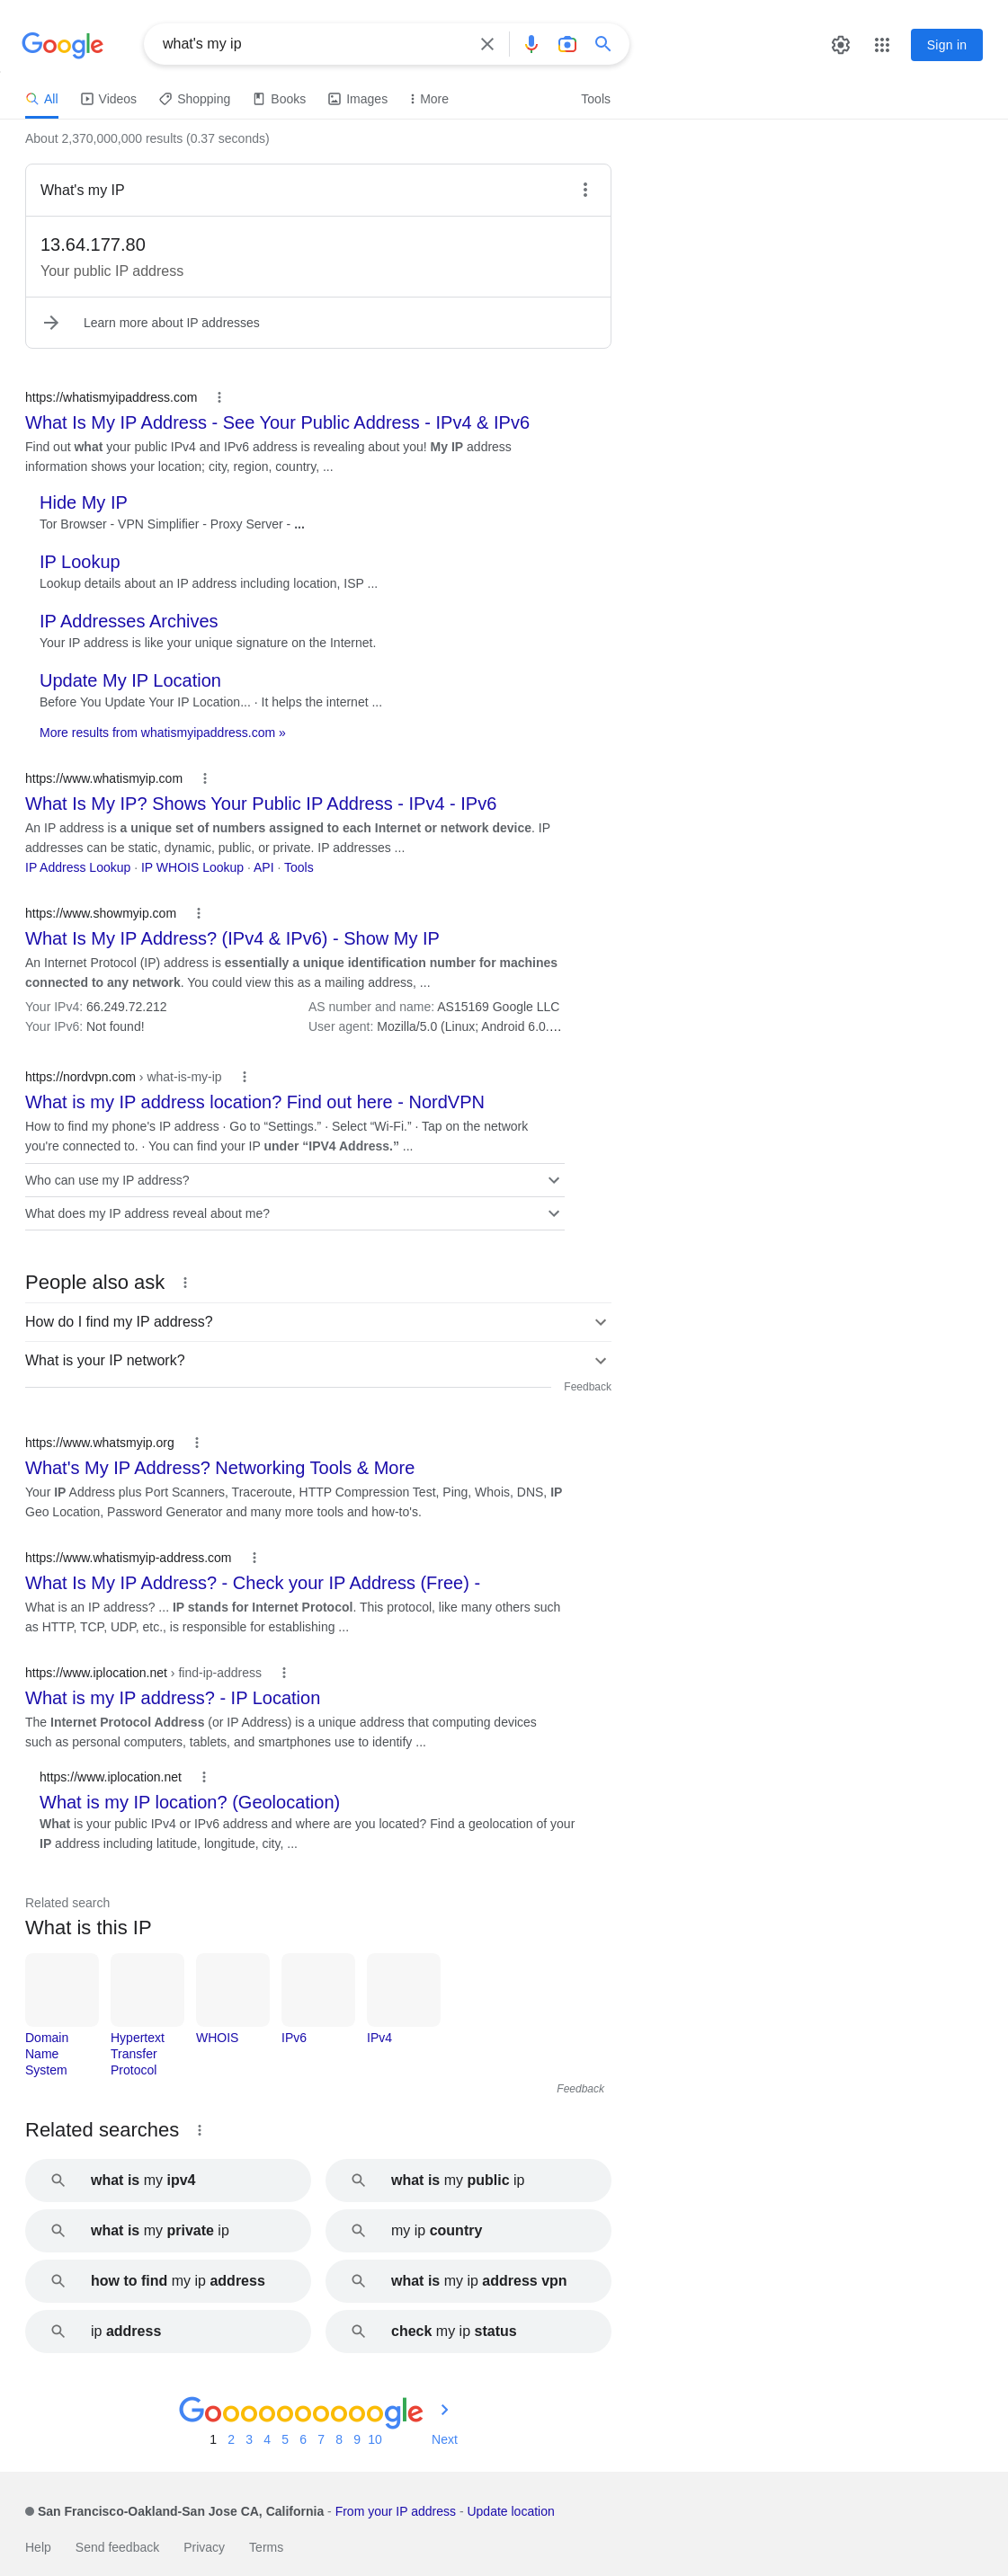 Google
what's my ip
Sign in
All Videos Shopping Books Images More Tools
About 2,370,000,000 results (0.37 seconds)
What's my IP
13.64.177.80
Your public IP address
Learn more about IP addresses
https://whatismyipaddress.com
What Is My IP Address - See Your Public Address - IPv4 & IPv6
Find out what your public IPv4 and IPv6 address is revealing about you! My IP address
information shows your location; city, region, country, ...
Hide My IP
Tor Browser - VPN Simplifier - Proxy Server - ...
IP Lookup
Lookup details about an IP address including location, ISP ...
IP Addresses Archives
Your IP address is like your unique signature on the Internet.
Update My IP Location
Before You Update Your IP Location... · It helps the internet ...
More results from whatismyipaddress.com »
https://www.whatismyip.com
What Is My IP? Shows Your Public IP Address - IPv4 - IPv6
An IP address is a unique set of numbers assigned to each Internet or network device. IP
addresses can be static, dynamic, public, or private. IP addresses ...
IP Address Lookup · IP WHOIS Lookup · API · Tools
https://www.showmyip.com
What Is My IP Address? (IPv4 & IPv6) - Show My IP
An Internet Protocol (IP) address is essentially a unique identification number for machines
connected to any network. You could view this as a mailing address, ...
Your IPv4: 66.249.72.212 AS number and name: AS15169 Google LLC
Your IPv6: Not found! User agent: Mozilla/5.0 (Linux; Android 6.0....
https://nordvpn.com › what-is-my-ip
What is my IP address location? Find out here - NordVPN
How to find my phone's IP address · Go to “Settings.” · Select “Wi-Fi.” · Tap on the network
you're connected to. · You can find your IP under “IPV4 Address.” ...
Who can use my IP address?
What does my IP address reveal about me?
People also ask
How do I find my IP address?
What is your IP network?
Feedback
https://www.whatsmyip.org
What's My IP Address? Networking Tools & More
Your IP Address plus Port Scanners, Traceroute, HTTP Compression Test, Ping, Whois, DNS, IP
Geo Location, Password Generator and many more tools and how-to's.
https://www.whatismyip-address.com
What Is My IP Address? - Check your IP Address (Free) -
What is an IP address? ... IP stands for Internet Protocol. This protocol, like many others such
as HTTP, TCP, UDP, etc., is responsible for establishing ...
https://www.iplocation.net › find-ip-address
What is my IP address? - IP Location
The Internet Protocol Address (or IP Address) is a unique address that computing devices
such as personal computers, tablets, and smartphones use to identify ...
https://www.iplocation.net
What is my IP location? (Geolocation)
What is your public IPv4 or IPv6 address and where are you located? Find a geolocation of your
IP address including latitude, longitude, city, ...
Related search
What is this IP
Domain Name System
Hypertext Transfer Protocol
WHOIS
IPv6
IPv4
Feedback
Related searches
what is my ipv4
what is my public ip
what is my private ip
my ip country
how to find my ip address
what is my ip address vpn
ip address
check my ip status
Goooooooooogle
1 2 3 4 5 6 7 8 9 10 Next
San Francisco-Oakland-San Jose CA, California - From your IP address - Update location
Help Send feedback Privacy Terms